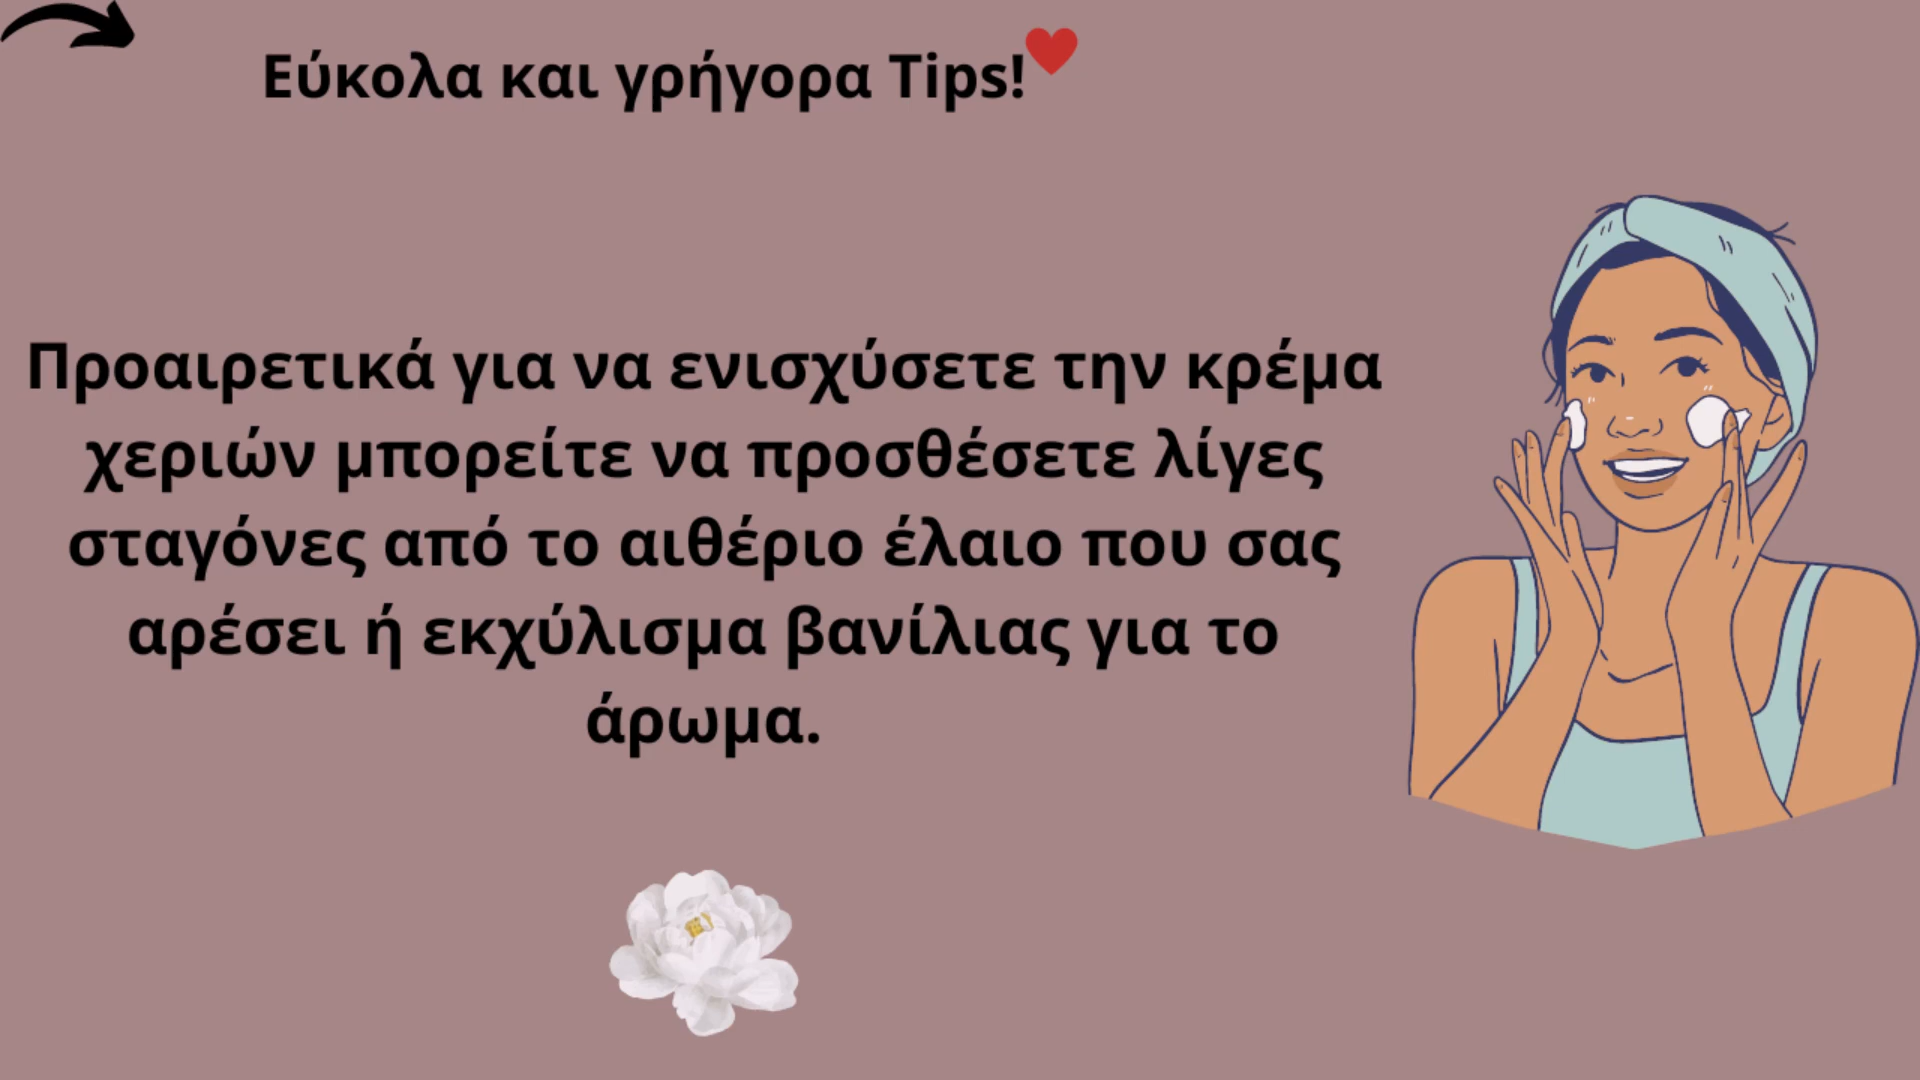 Εύκολα και γρήγορα Tips!
Προαιρετικά για να ενισχύσετε την κρέμα
χεριών μπορείτε να προσθέσετε λίγες
σταγόνες από το αιθέριο έλαιο που σας
αρέσει ή εκχύλισμα βανίλιας για το
άρωμα.